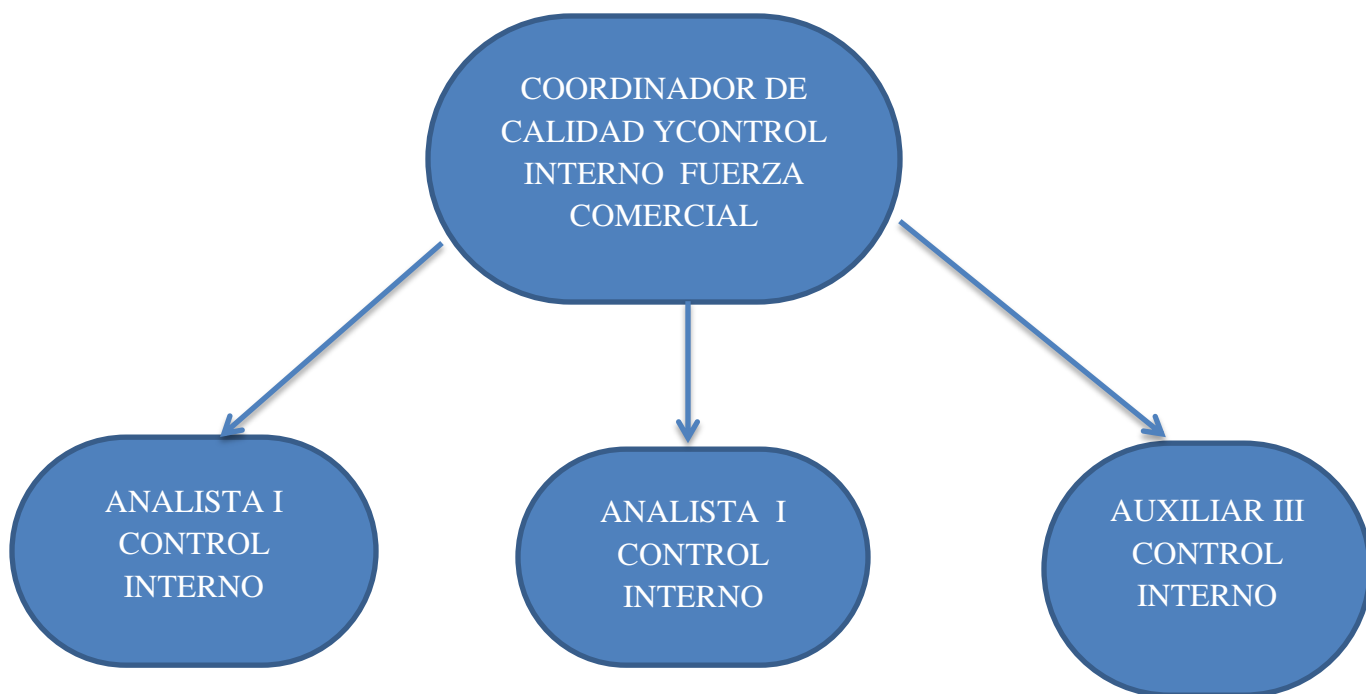 COORDINADOR DE
CALIDAD YCONTROL
INTERNO FUERZA
COMERCIAL
ANALISTA I
CONTROL
INTERNO
ANALISTA I
CONTROL
INTERNO
AUXILIAR III
CONTROL
INTERNO